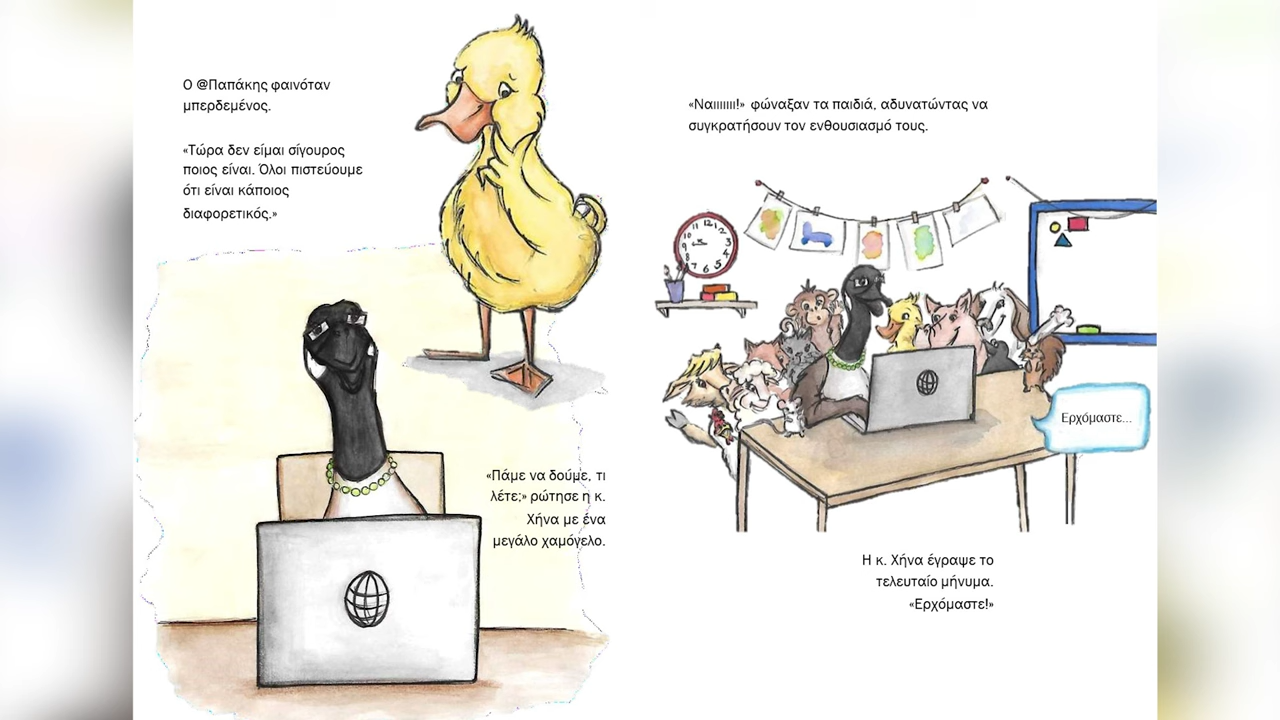 Ο @Παπάκης φαινόταν
μπερδεμένος.
«Τώρα δεν είμαι σίγουρος
ποιος είναι. Όλοι πιστεύουμε
ότι είναι κάποιος
διαφορετικός.»
«Πάμε να δούμε, τι
λέτε;» ρώτησε η κ.
Χήνα με ένα
μεγάλο χαμόγελο.
«Ναιιιιιιι!» φώναξαν τα παιδιά, αδυνατώντας να
συγκρατήσουν τον ενθουσιασμό τους.
Ερχόμαστε...
Η κ. Χήνα έγραψε το
τελευταίο μήνυμα.
«Ερχόμαστε!»